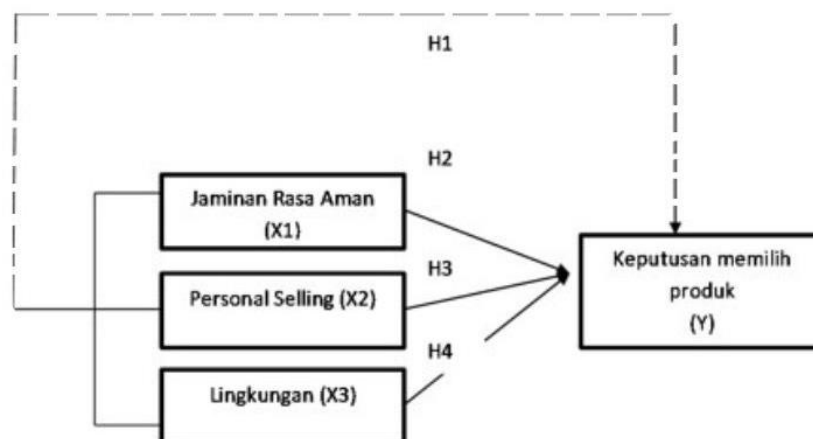 H1
H2
Jaminan Rasa Aman
(X1)
H3
Personal Selling (X2)
Keputusan memilih
produk
(Y)
H4
Lingkungan (X3)